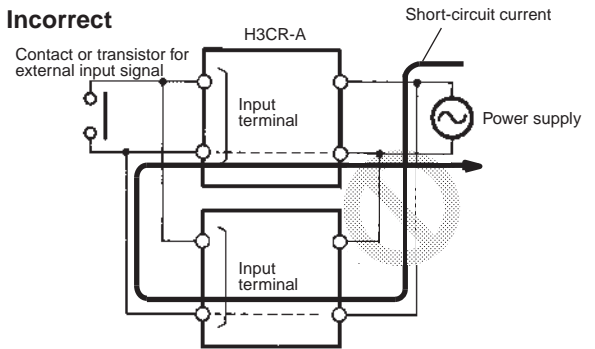 Incorrect
Short-circuit current
H3CR-A
Contact or transistor for
external input signal
Input
terminal
Power supply
Input
terminal